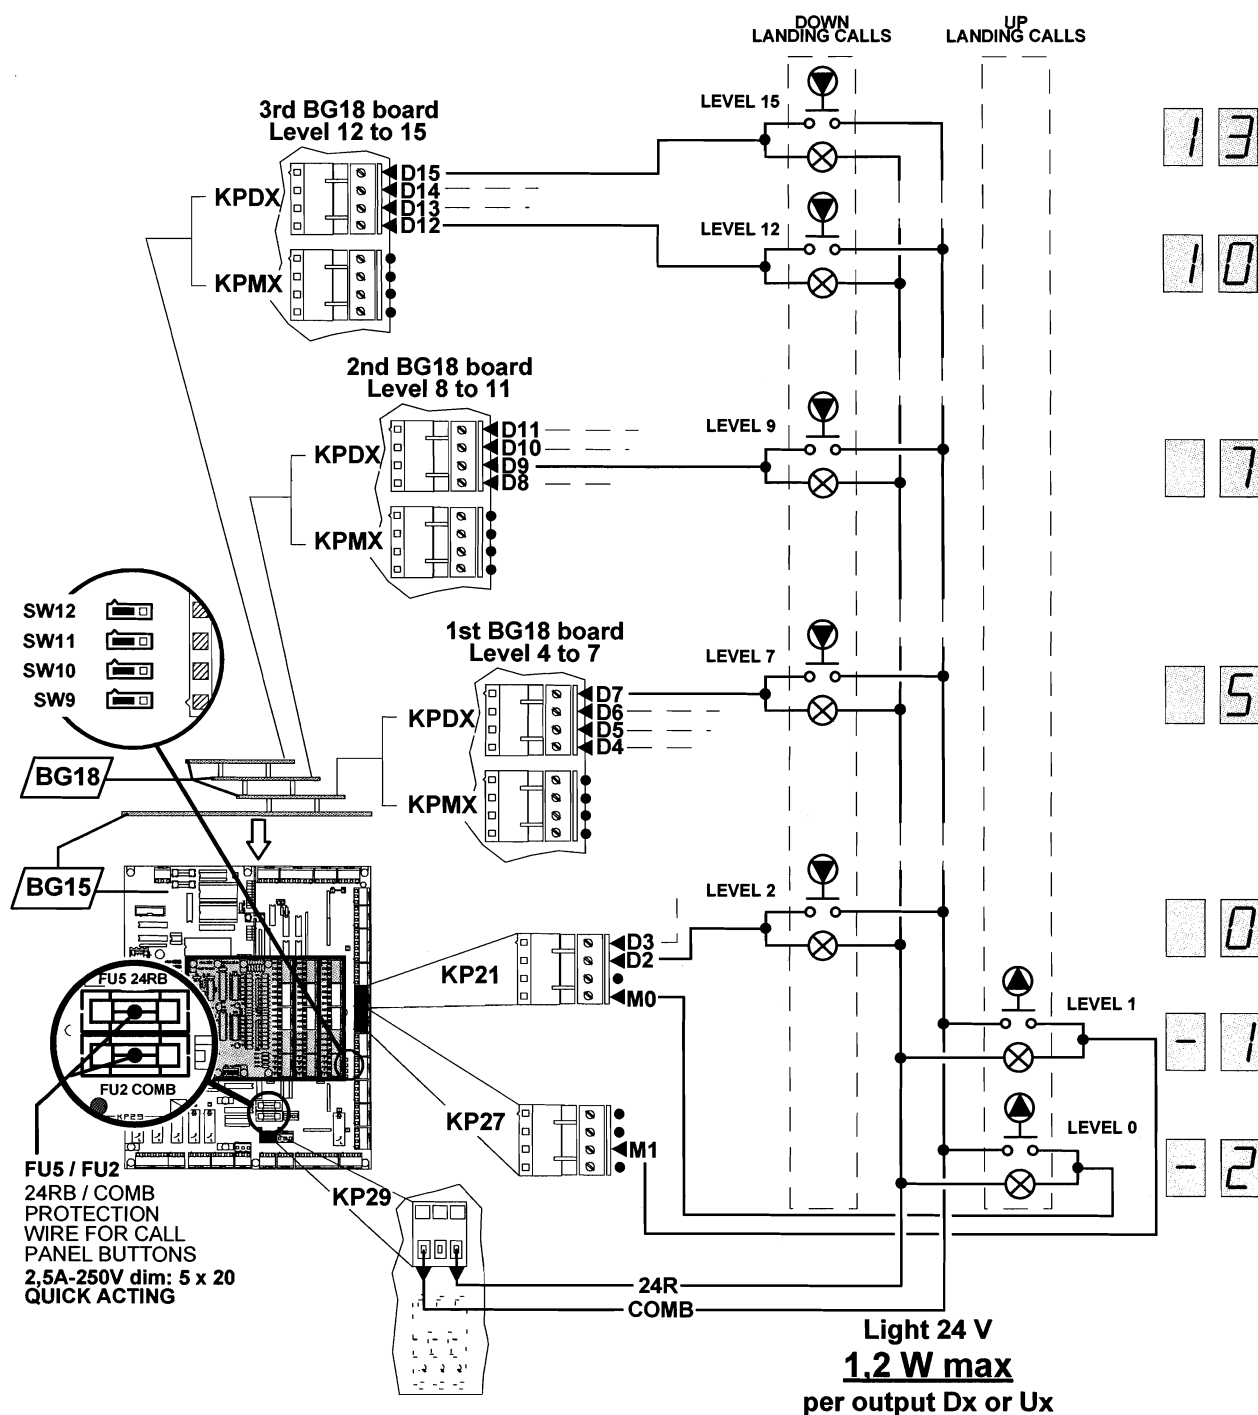 DOWN
LANDING CALLS
UP
LANDING CALLS
LEVEL 15
3rd BG18 board
Level 12 to 15
1 3
KPDX
D15
D14
D13
D12
LEVEL 12
1 0
KPMX
2nd BG18 board
Level 8 to 11
LEVEL 9
KPDX
D11
D10
D9
D8
7
KPMX
SW12
SW11
SW10
SW9
1st BG18 board
Level 4 to 7
LEVEL 7
KPDX
D7
D6
D5
D4
5
BG18
KPMX
BG15
LEVEL 2
KP21
D3
D2
M0
0
FU5 24RB
FU2 COMB
KP29
LEVEL 1
- 1
KP27
M1
LEVEL 0
- 2
FU5 / FU2
24RB / COMB
PROTECTION
WIRE FOR CALL
PANEL BUTTONS
2,5A-250V dim: 5 x 20
QUICK ACTING
KP29
24R
COMB
Light 24 V
1,2 W max
per output Dx or Ux